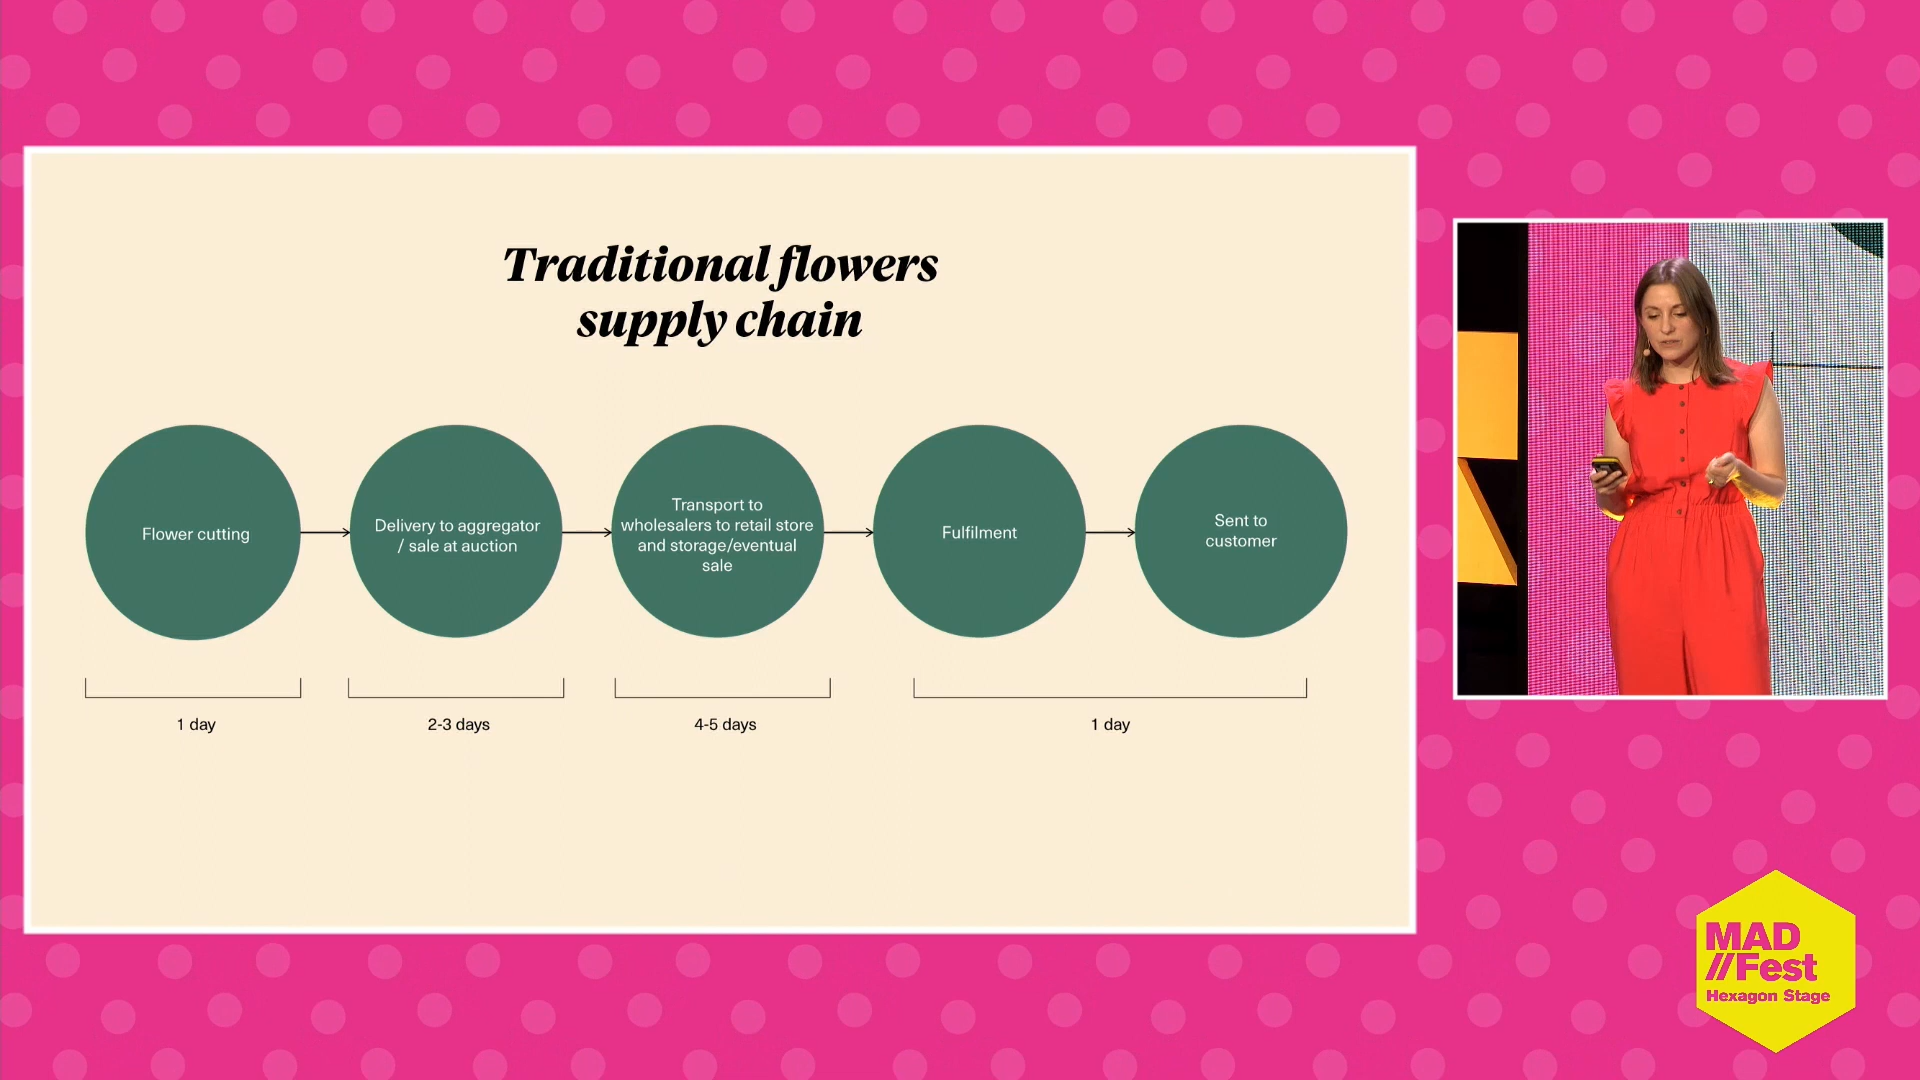 Traditional flowers
supply chain
Flower cutting
Delivery to aggregator
/ sale at auction
Transport to
wholesalers to retail store
and storage/eventual
sale
Fulfilment
Sent to
customer
1 day
2-3 days
4-5 days
1 day
MAD
//Fest
Hexagon Stage